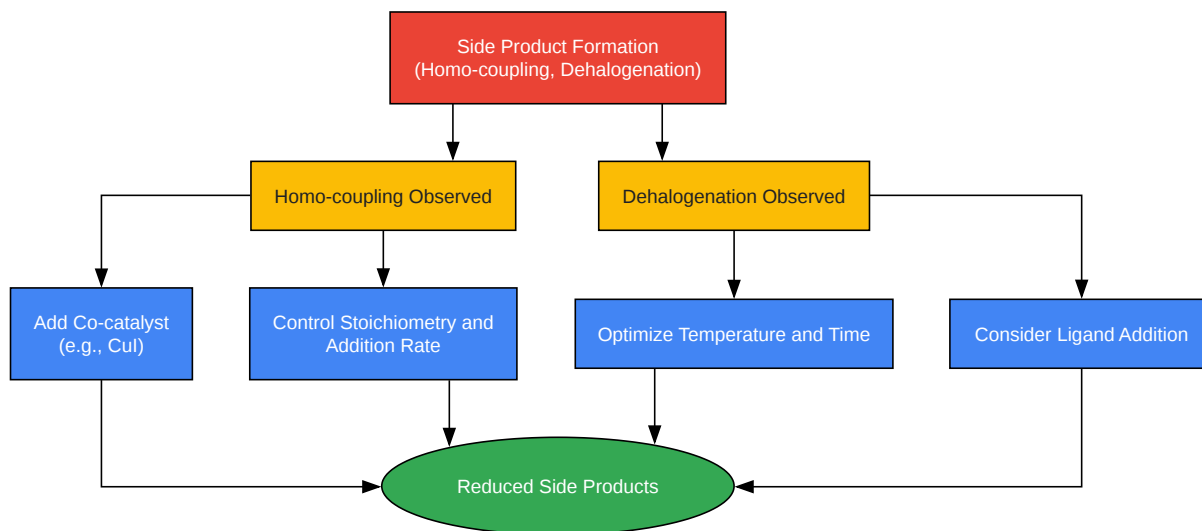 Side Product Formation
(Homo-coupling, Dehalogenation)
Homo-coupling Observed
Dehalogenation Observed
Add Co-catalyst
(e.g., CuI)
Control Stoichiometry and
Addition Rate
Optimize Temperature and Time
Consider Ligand Addition
Reduced Side Products